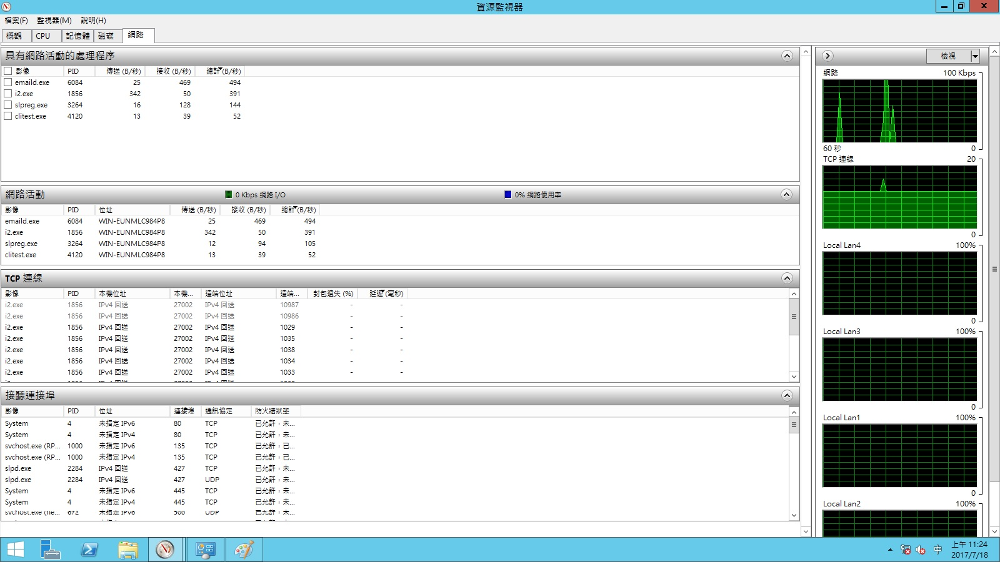 資源監視器
檔案(F) 監視器(M) 說明(H)
概觀 CPU 記憶體 磁碟 網路
具有網路活動的處理程序
影像 PID 傳送 (B/秒) 接收 (B/秒) 總計 (B/秒)
emaild.exe 6084 25 469 494
i2.exe 1856 342 50 391
slpreg.exe 3264 16 128 144
clitest.exe 4120 13 39 52
網路活動 0 Kbps 網路 I/O 0% 網路使用率
影像 PID 位址 傳送 (B/秒) 接收 (B/秒) 總計 (B/秒)
emaild.exe 6084 WIN-EUNMLC984P8 25 469 494
i2.exe 1856 WIN-EUNMLC984P8 342 50 391
slpreg.exe 3264 WIN-EUNMLC984P8 12 94 105
clitest.exe 4120 WIN-EUNMLC984P8 13 39 52
TCP 連線
影像 PID 本機位址 本機... 遠端位址 遠端... 封包遺失 (%) 延遲 (毫秒)
i2.exe 1856 IPv4 回送 27002 IPv4 回送 10987 - -
i2.exe 1856 IPv4 回送 27002 IPv4 回送 10986 - -
i2.exe 1856 IPv4 回送 27002 IPv4 回送 1029 - -
i2.exe 1856 IPv4 回送 27002 IPv4 回送 1035 - -
i2.exe 1856 IPv4 回送 27002 IPv4 回送 1038 - -
i2.exe 1856 IPv4 回送 27002 IPv4 回送 1034 - -
i2.exe 1856 IPv4 回送 27002 IPv4 回送 1033 - -
接聽連接埠
影像 PID 位址 連接埠 通訊協定 防火牆狀態
System 4 未指定 IPv6 80 TCP 已允許，未...
System 4 未指定 IPv4 80 TCP 已允許，未...
svchost.exe (RP... 1000 未指定 IPv6 135 TCP 已允許，已...
svchost.exe (RP... 1000 未指定 IPv4 135 TCP 已允許，已...
slpd.exe 2284 IPv4 回送 427 TCP 已允許，未...
slpd.exe 2284 IPv4 回送 427 UDP 已允許，未...
System 4 未指定 IPv6 445 TCP 已允許，未...
System 4 未指定 IPv4 445 TCP 已允許，未...
svchost.exe (ne... 672 未指定 IPv6 500 UDP 已允許，未...
檢視
網路 100 Kbps
60 秒 0
TCP 連線 20
0
Local Lan4 100%
0
Local Lan3 100%
0
Local Lan1 100%
0
Local Lan2 100%
中
上午 11:24
2017/7/18